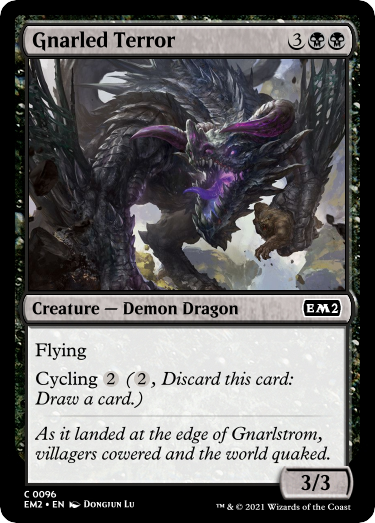 Gnarled Terror 3
Creature — Demon Dragon EM2
Flying
Cycling 2 (2, Discard this card:
Draw a card.)
As it landed at the edge of Gnarlstrom,
villagers cowered and the world quaked.
3/3
C 0096
EM2 • EN Dongjun Lu ™ & © 2021 Wizards of the Coast